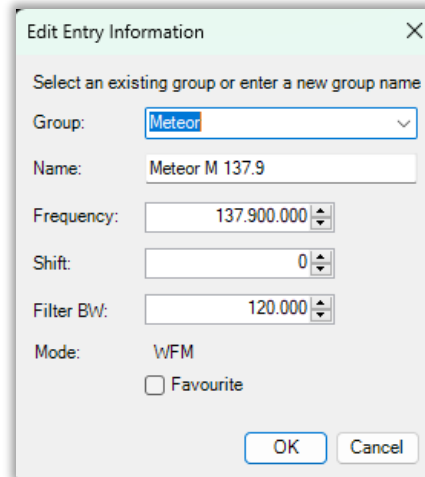 Edit Entry Information
Select an existing group or enter a new group name
Group: Meteor
Name: Meteor M 137.9
Frequency: 137.900.000
Shift: 0
Filter BW: 120.000
Mode: WFM
Favourite
OK Cancel